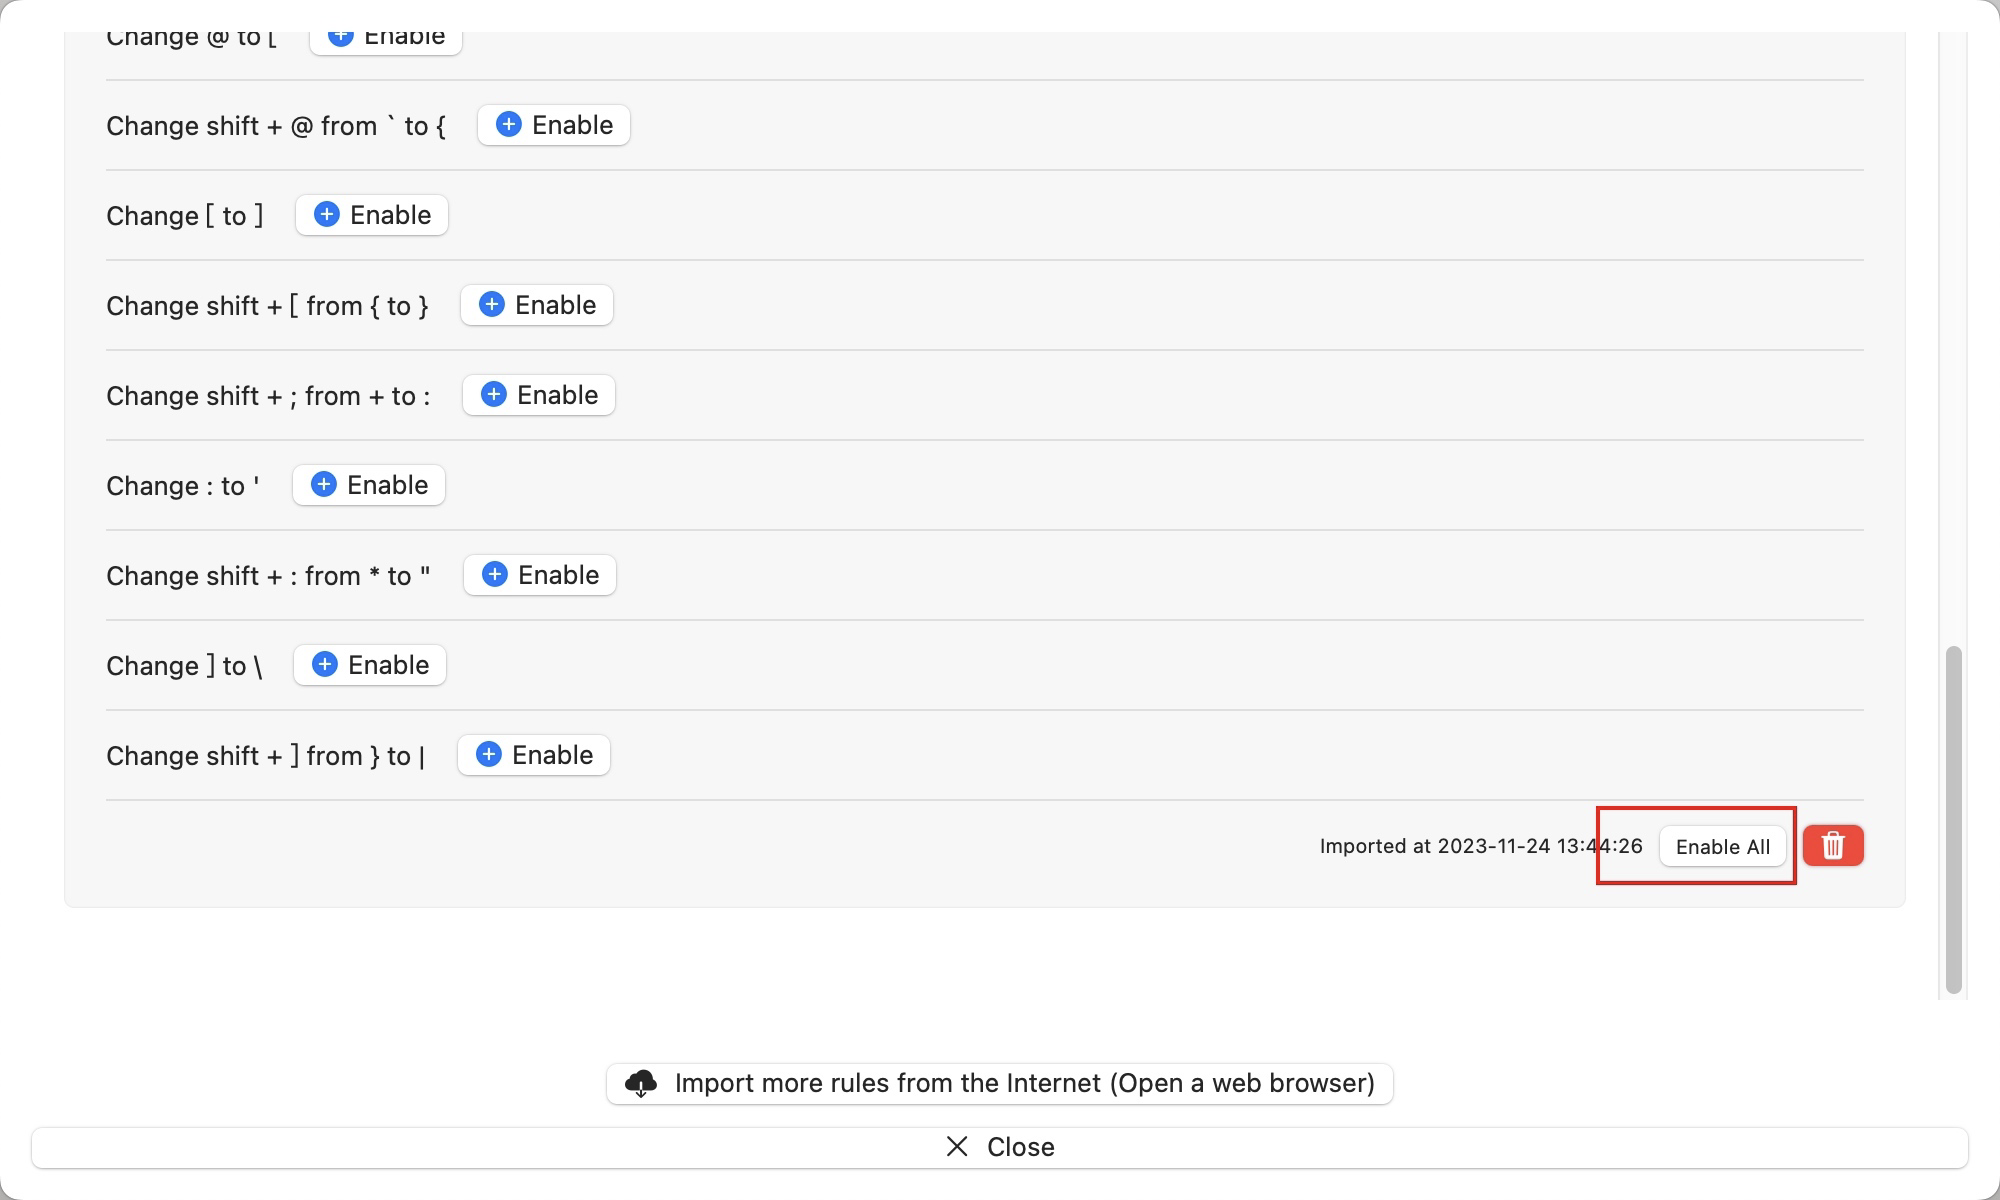 Change @ to [ Enable
Change shift + @ from ` to { Enable
Change [ to ] Enable
Change shift + [ from { to } Enable
Change shift + ; from + to : Enable
Change : to ' Enable
Change shift + : from * to " Enable
Change ] to \ Enable
Change shift + ] from } to | Enable
Imported at 2023-11-24 13:44:26 Enable All
Import more rules from the Internet (Open a web browser)
Close